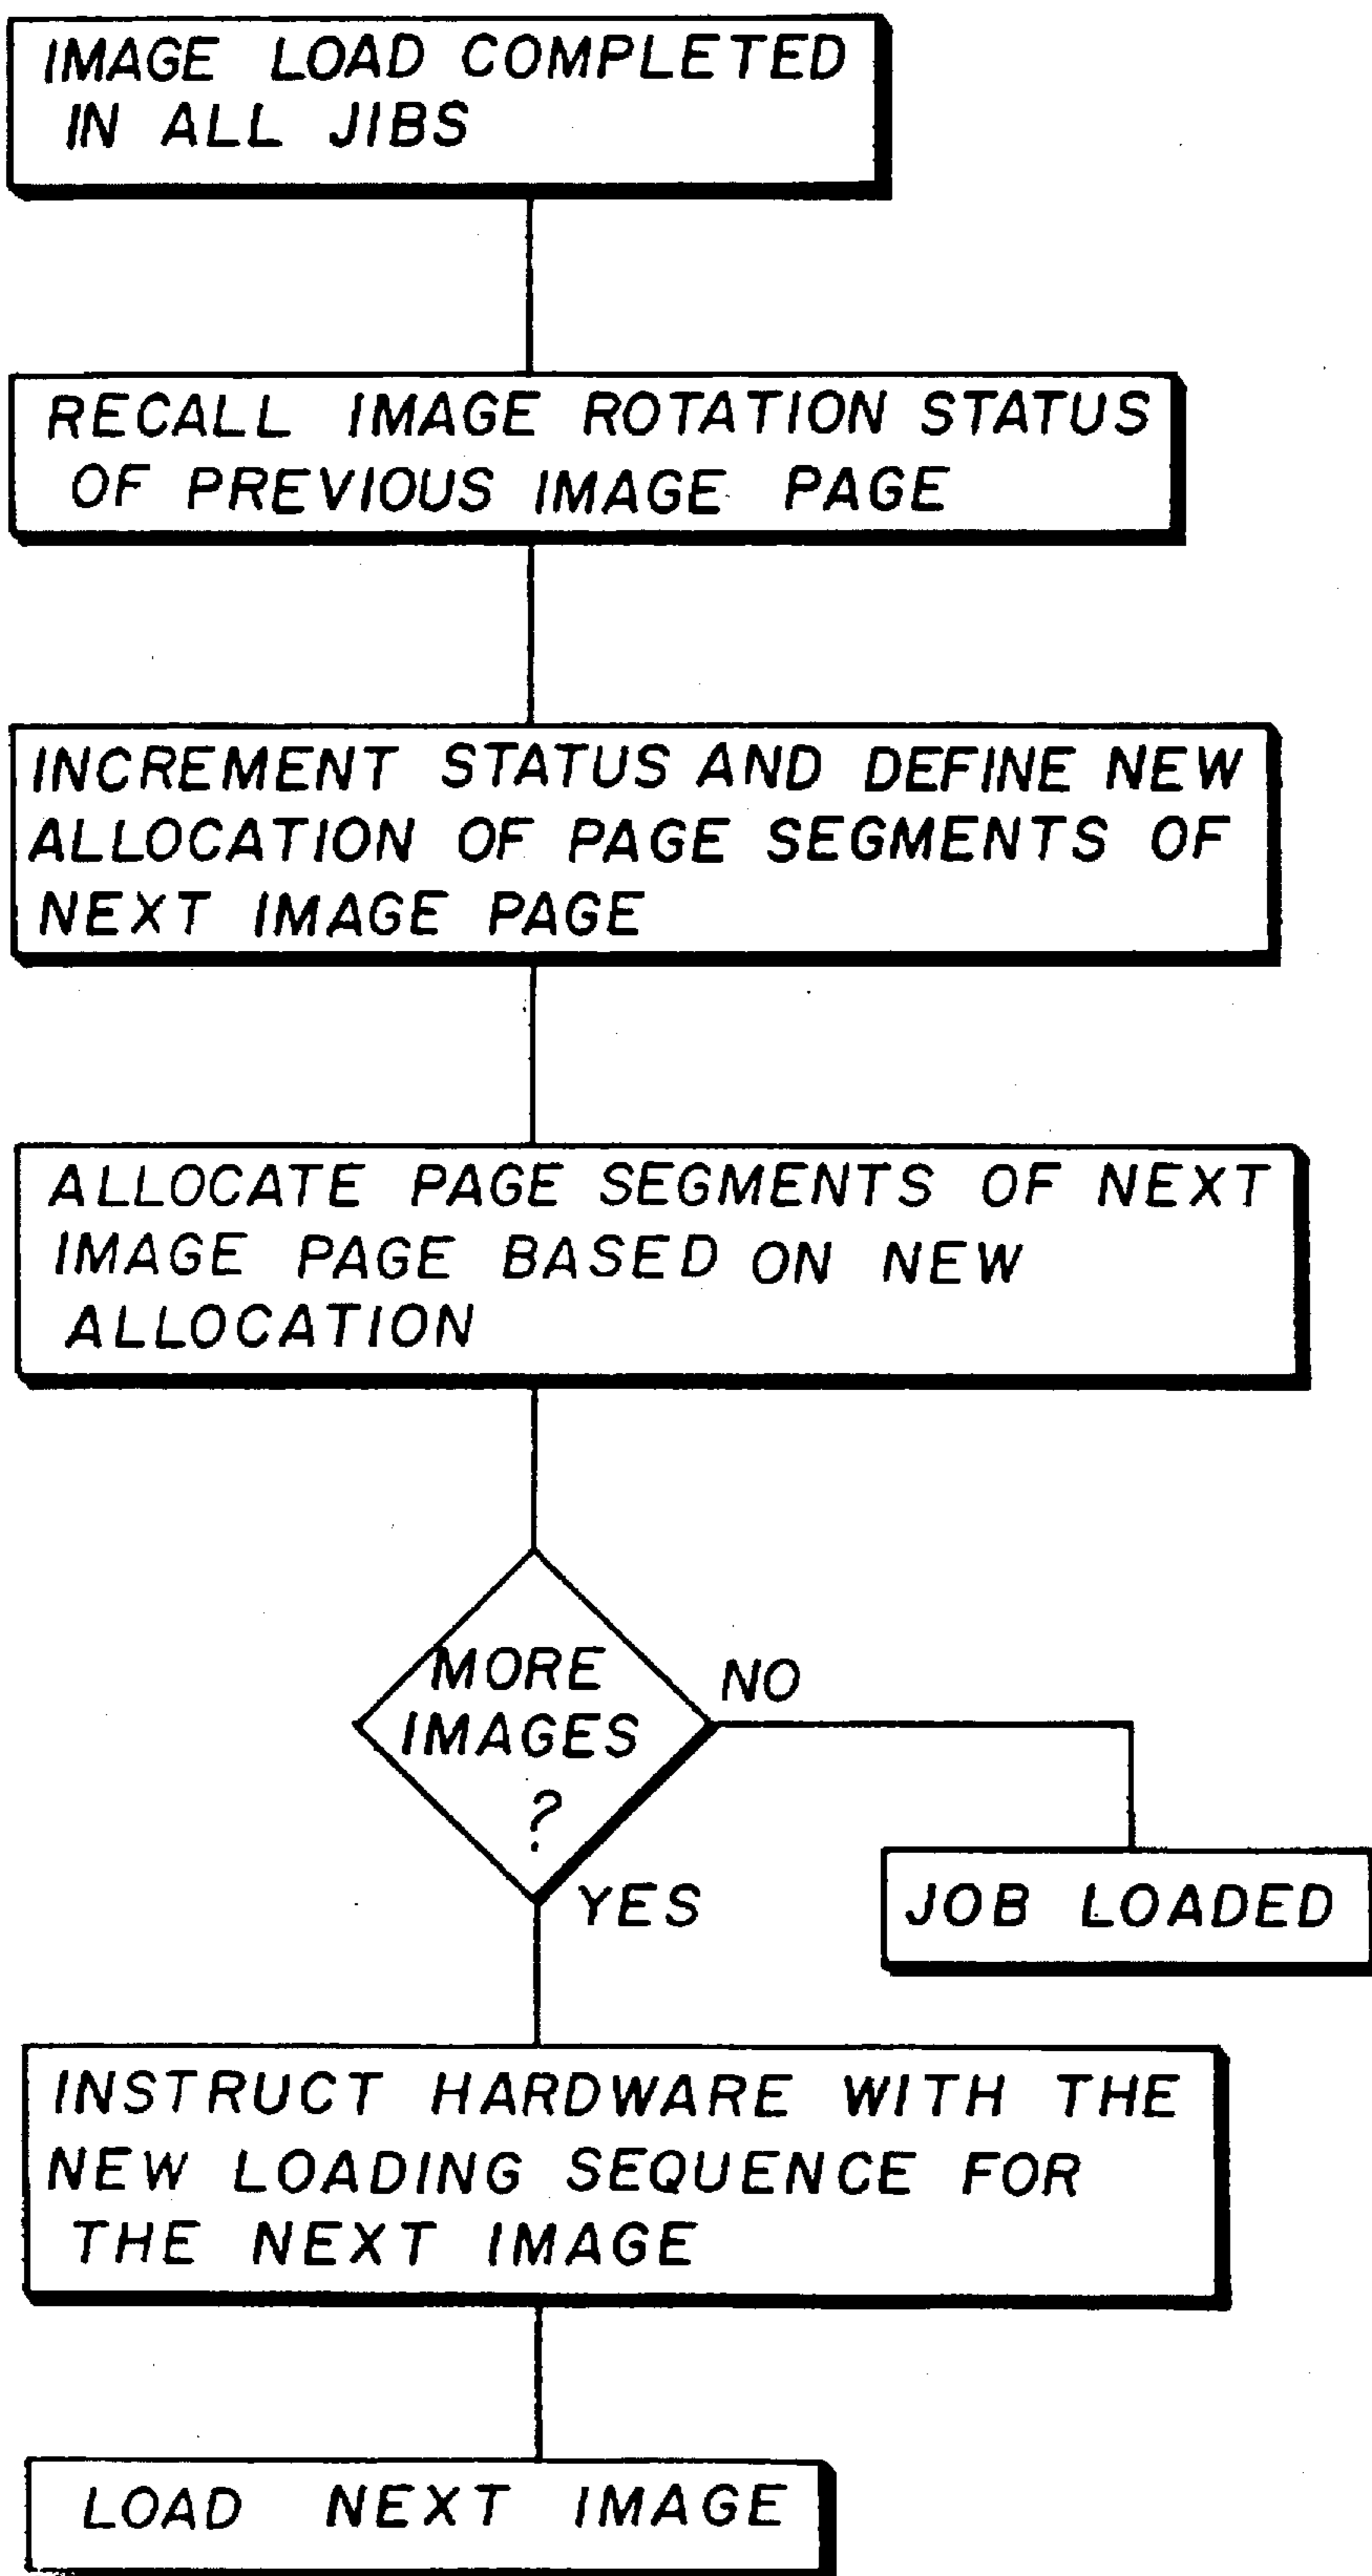 IMAGE LOAD COMPLETED
IN ALL JIBS
RECALL IMAGE ROTATION STATUS
OF PREVIOUS IMAGE PAGE
INCREMENT STATUS AND DEFINE NEW
ALLOCATION OF PAGE SEGMENTS OF
NEXT IMAGE PAGE
ALLOCATE PAGE SEGMENTS OF NEXT
IMAGE PAGE BASED ON NEW
ALLOCATION
MORE
IMAGES
?
NO
YES
JOB LOADED
INSTRUCT HARDWARE WITH THE
NEW LOADING SEQUENCE FOR
THE NEXT IMAGE
LOAD NEXT IMAGE